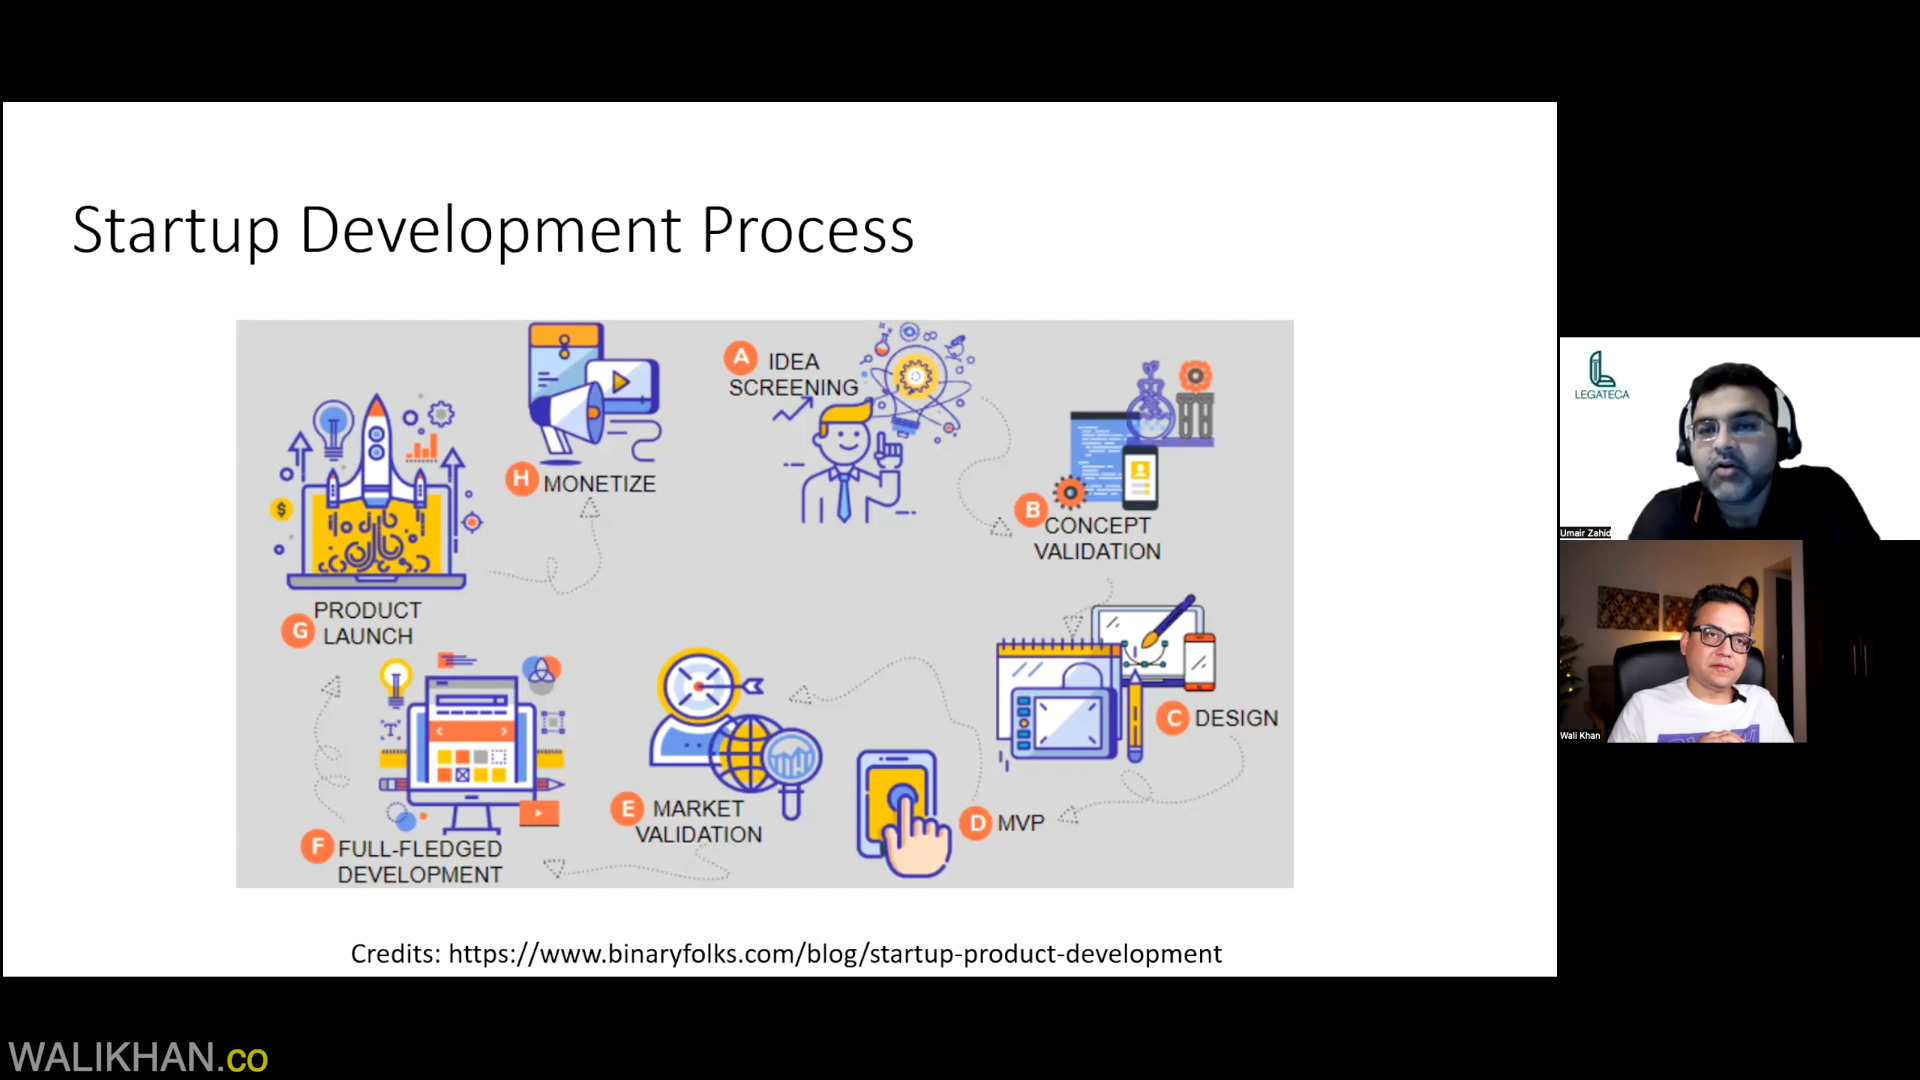 Startup Development Process
A IDEA
SCREENING
B
CONCEPT
VALIDATION
C DESIGN
D MVP
E MARKET
VALIDATION
F FULL-FLEDGED
DEVELOPMENT
PRODUCT
G LAUNCH
H MONETIZE
$
T
Credits: https://www.binaryfolks.com/blog/startup-product-development
LEGATECA
Umair Zahid
Wali Khan
WALIKHAN.co